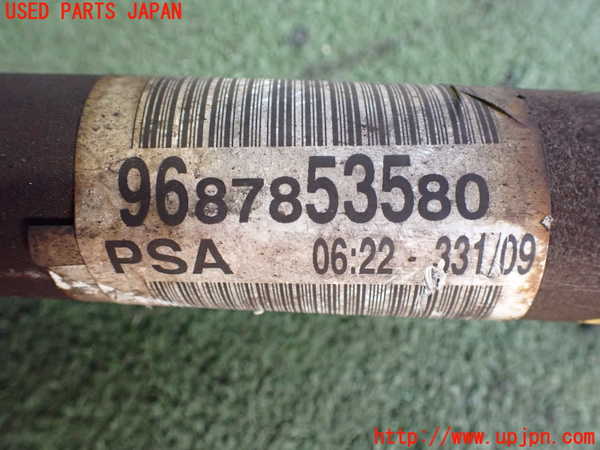 USED PARTS JAPAN
9687853580
PSA 06:22 - 331/09
http://www.upjpn.com/